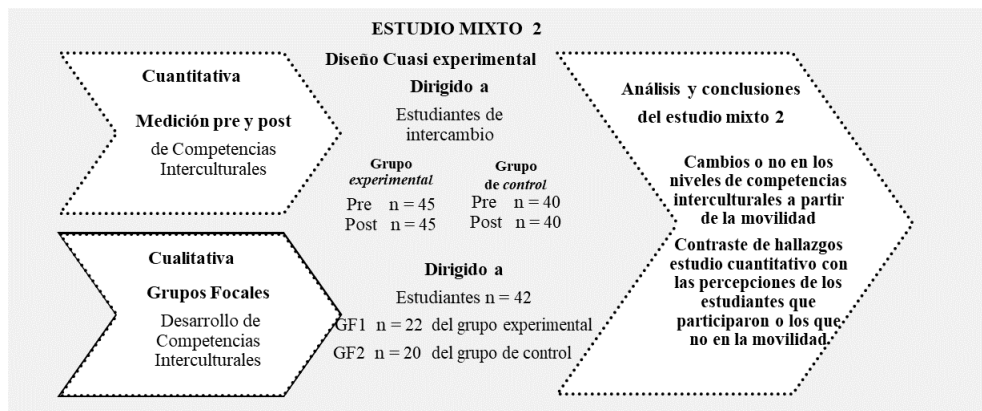 ESTUDIO MIXTO 2
Cuantitativa
Medición pre y post
de Competencias
Interculturales
Diseño Cuasi experimental
Dirigido a
Estudiantes de
intercambio
Grupo
experimental
Pre n = 45
Post n = 45
Grupo
de control
Pre n = 40
Post n = 40
Cualitativa
Grupos Focales
Desarrollo de
Competencias
Interculturales
Dirigido a
Estudiantes n = 42
GF1 n = 22 del grupo experimental
GF2 n = 20 del grupo de control
Análisis y conclusiones
del estudio mixto 2
Cambios o no en los
niveles de competencias
interculturales a partir
de la movilidad
Contraste de hallazgos
estudio cuantitativo con
las percepciones de los
estudiantes que
participaron o los que
no en la movilidad